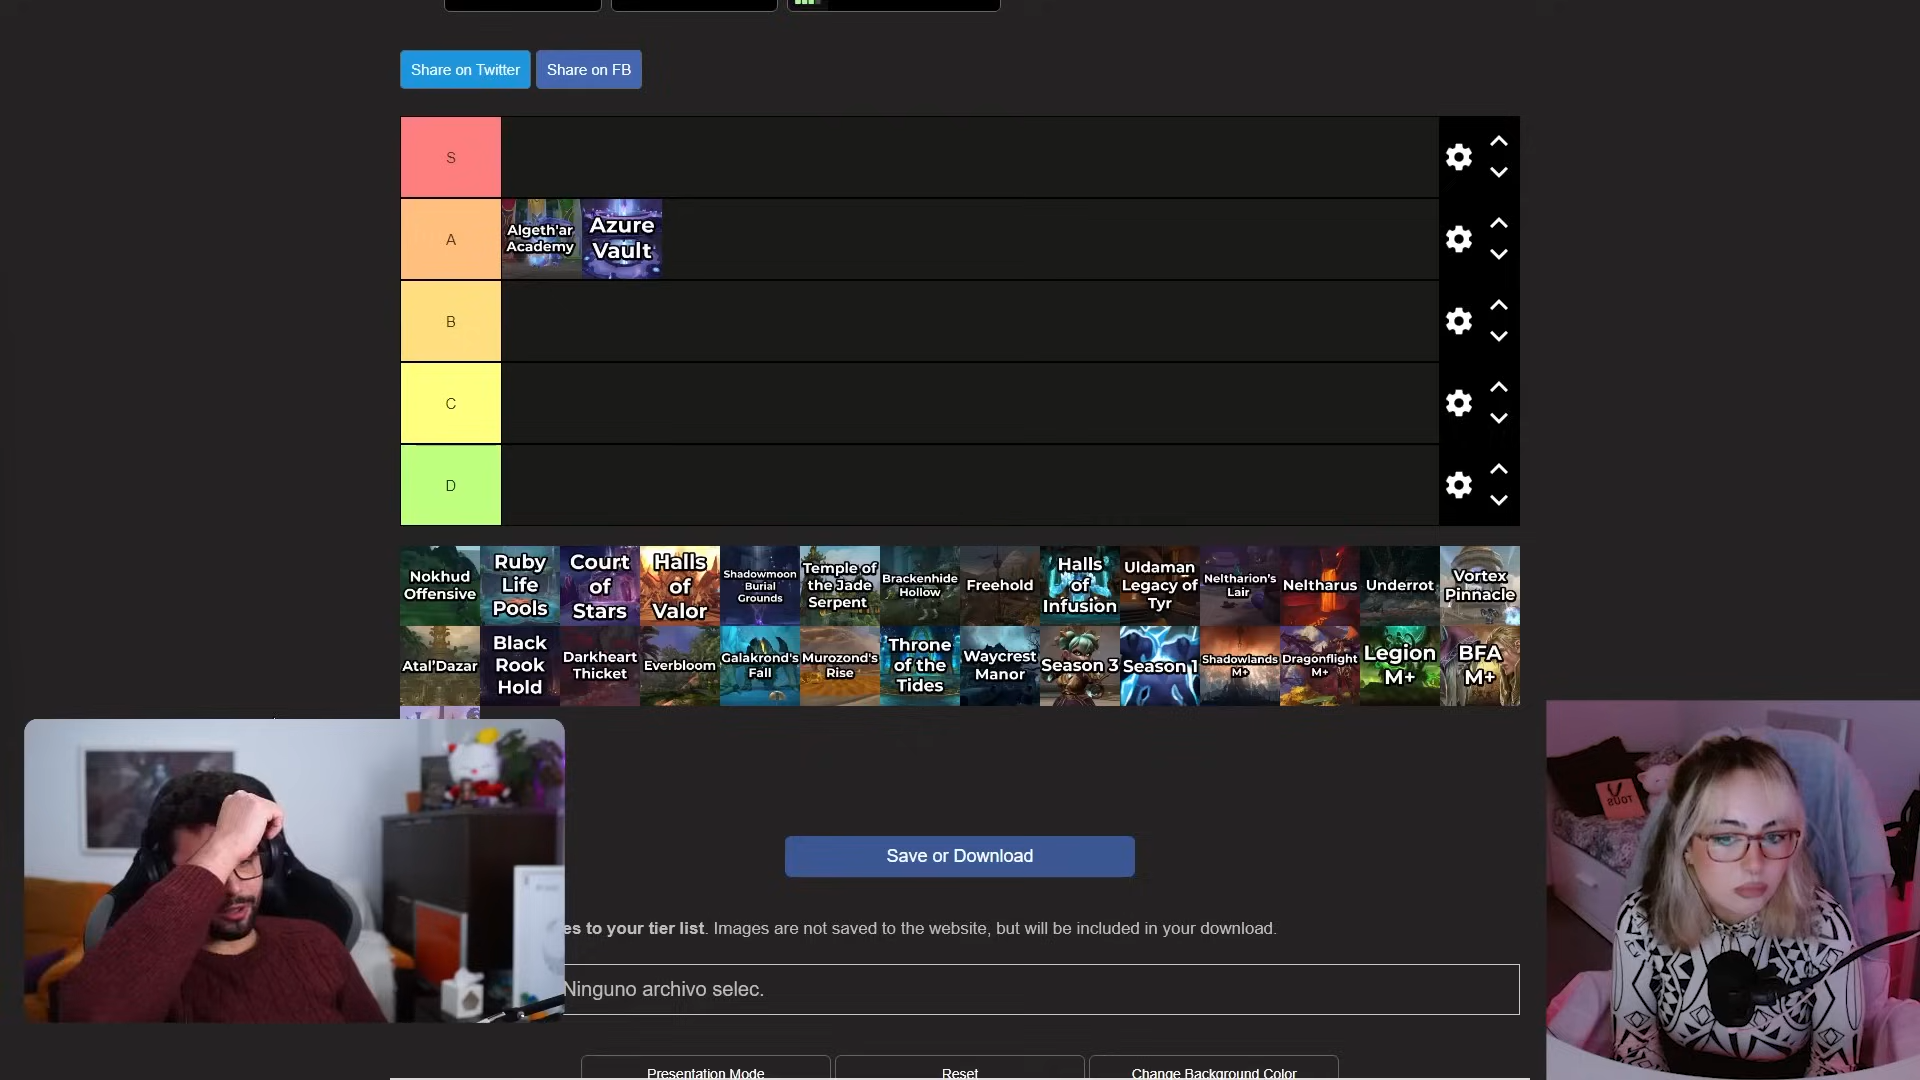 Share on Twitter
Share on FB
S
A
Algeth'ar
Academy
Azure
Vault
B
C
D
Nokhud
Offensive
Ruby
Life
Pools
Court
of
Stars
Halls
of
Valor
Shadowmoon
Burial
Grounds
Temple of
the Jade
Serpent
Brackenhide
Hollow
Freehold
Halls
of
Infusion
Uldaman
Legacy of
Tyr
Neltharion's
Lair
Neltharus
Underrot
Vortex
Pinnacle
Atal'Dazar
Black
Rook
Hold
Darkheart
Thicket
Everbloom
Galakrond's
Fall
Murozond's
Rise
Throne
of the
Tides
Waycrest
Manor
Season 3
Season 1
Shadowlands
M+
Dragonflight
M+
Legion
M+
BFA
M+
Save or Download
es to your tier list. Images are not saved to the website, but will be included in your download.
Ninguno archivo selec.
Presentation Mode
Reset
Change Background Color